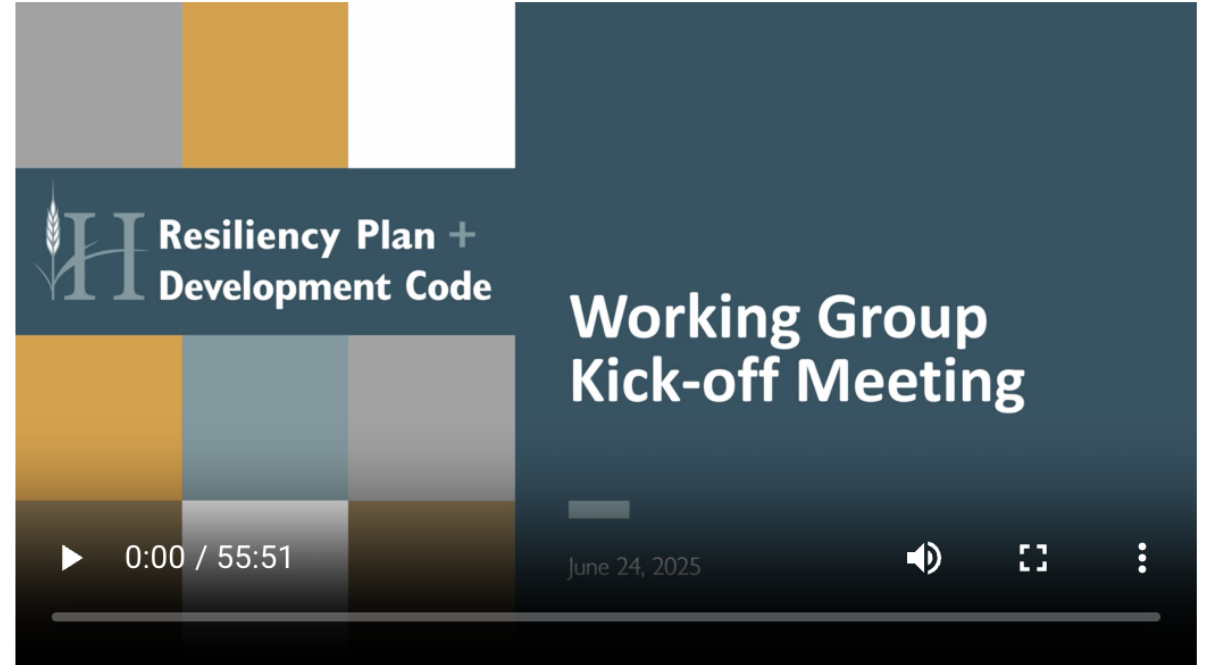 H
Resiliency Plan +
Development Code
Working Group
Kick-off Meeting
June 24, 2025
0:00 / 55:51